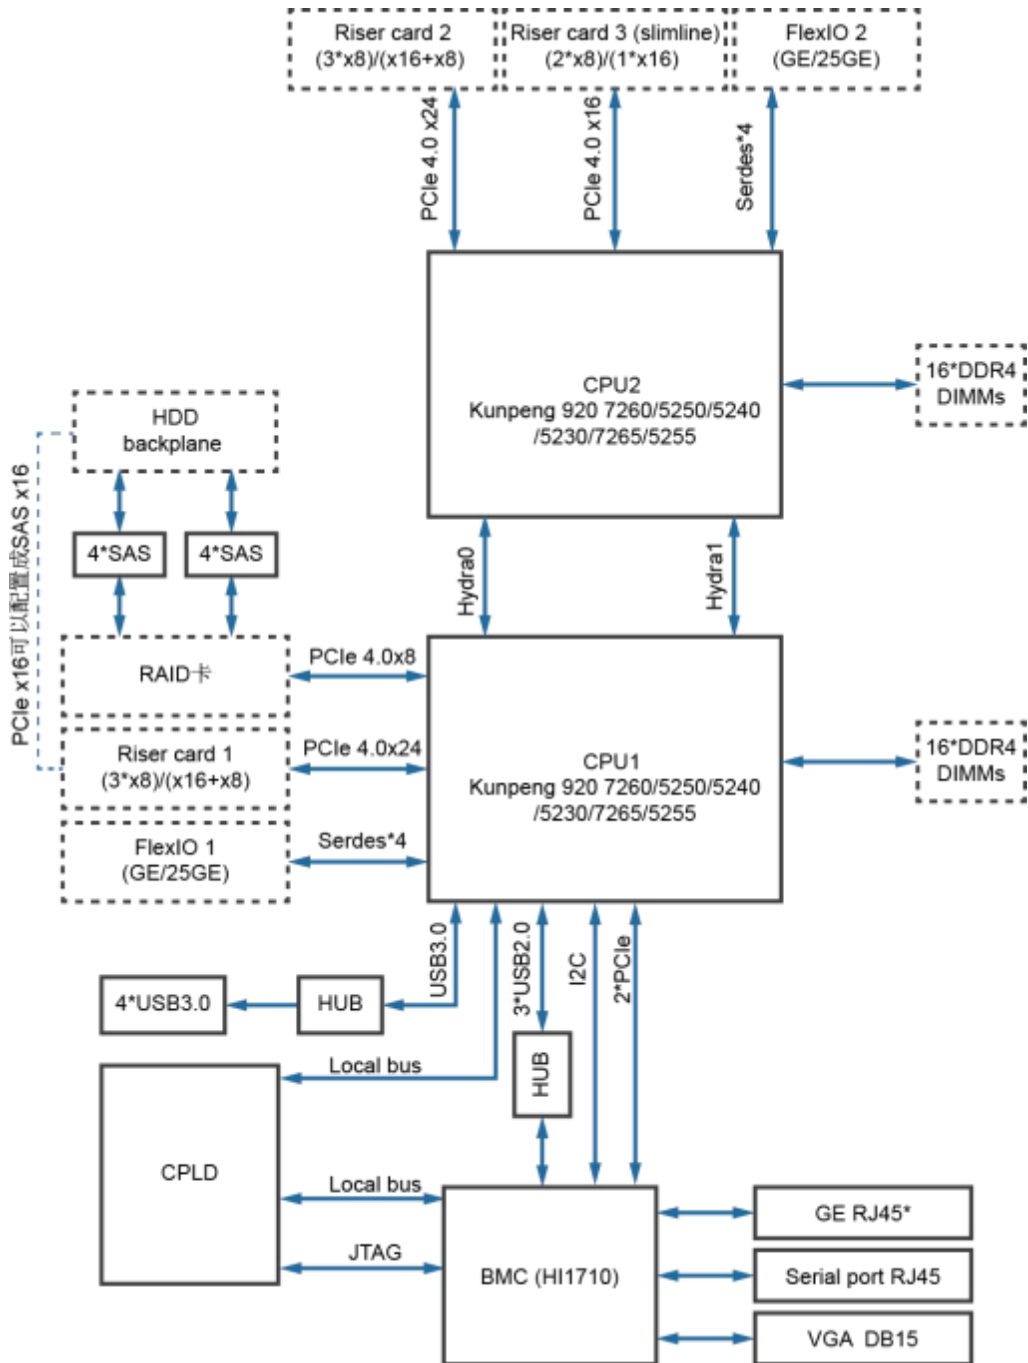 Riser card 2
(3*x8)/(x16+x8)
Riser card 3 (slimline)
(2*x8)/(1*x16)
FlexIO 2
(GE/25GE)
PCIe 4.0 x24
PCIe 4.0 x16
Serdes*4
CPU2
Kunpeng 920 7260/5250/5240
/5230/7265/5255
16*DDR4
DIMMs
HDD
backplane
4*SAS
4*SAS
PCIe x16可以配置成SAS x16
Hydra0
Hydra1
RAID卡
PCIe 4.0x8
Riser card 1
(3*x8)/(x16+x8)
PCIe 4.0x24
FlexIO 1
(GE/25GE)
Serdes*4
CPU1
Kunpeng 920 7260/5250/5240
/5230/7265/5255
16*DDR4
DIMMs
USB3.0
3*USB2.0
I2C
2*PCIe
4*USB3.0
HUB
HUB
Local bus
CPLD
Local bus
JTAG
BMC (HI1710)
GE RJ45*
Serial port RJ45
VGA DB15